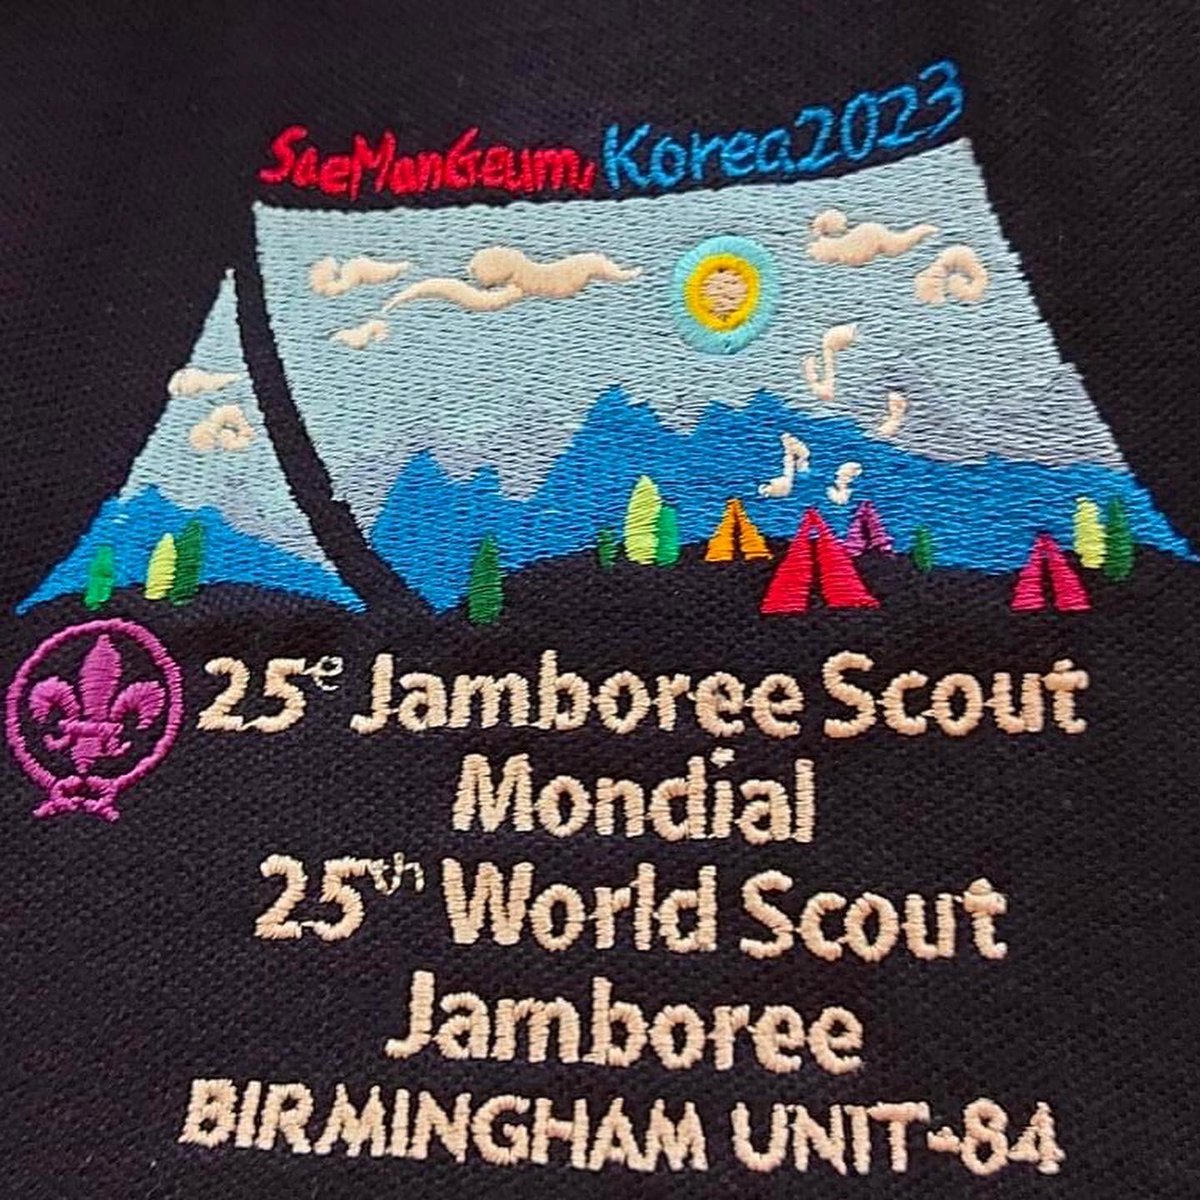 SaeManGeum, Korea2023
25e Jamboree Scout
Mondial
25th World Scout
Jamboree
BIRMINGHAM UNIT-84